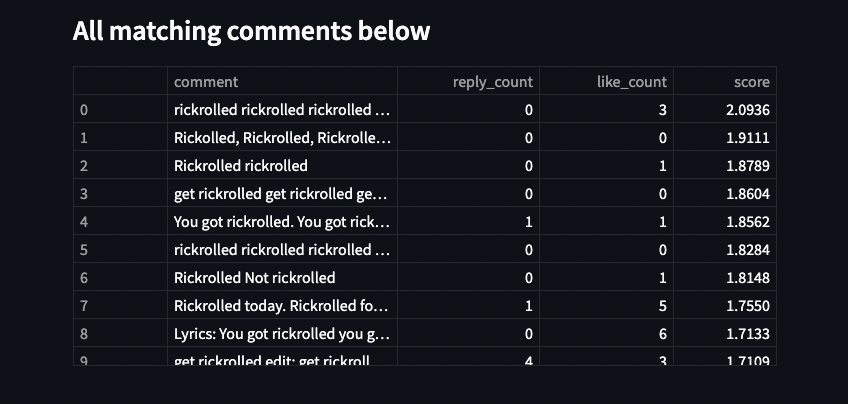 All matching comments below
comment reply_count like_count score
0 rickrolled rickrolled rickrolled … 0 3 2.0936
1 Rickolled, Rickrolled, Rickrolle… 0 0 1.9111
2 Rickrolled rickrolled 0 1 1.8789
3 get rickrolled get rickrolled ge… 0 0 1.8604
4 You got rickrolled. You got rick… 1 1 1.8562
5 rickrolled rickrolled rickrolled … 0 0 1.8284
6 Rickrolled Not rickrolled 0 1 1.8148
7 Rickrolled today. Rickrolled fo… 1 5 1.7550
8 Lyrics: You got rickrolled you g… 0 6 1.7133
9 get rickrolled edit: get rickroll… 4 3 1.7109